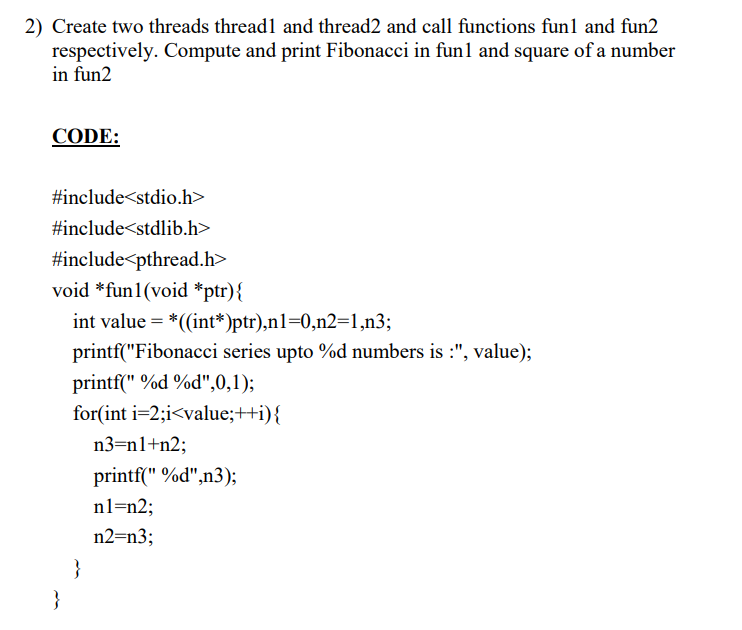 2) Create two threads thread1 and thread2 and call functions fun1 and fun2
respectively. Compute and print Fibonacci in fun1 and square of a number
in fun2
CODE:
#include<stdio.h>
#include<stdlib.h>
#include<pthread.h>
void *fun1(void *ptr){
int value = *((int*)ptr),n1=0,n2=1,n3;
printf("Fibonacci series upto %d numbers is :", value);
printf(" %d %d",0,1);
for(int i=2;i<value;++i){
n3=n1+n2;
printf(" %d",n3);
n1=n2;
n2=n3;
}
}